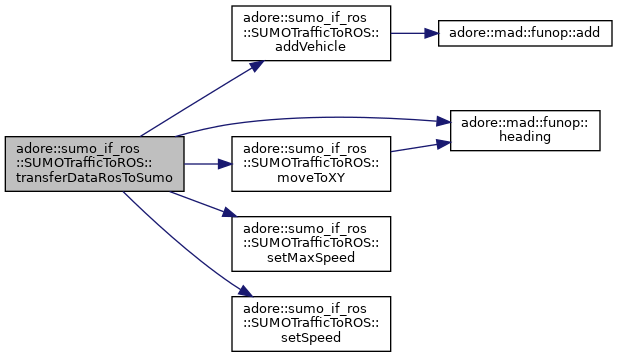 adore::sumo_if_ros
::SUMOTrafficToROS::
transferDataRosToSumo
adore::sumo_if_ros
::SUMOTrafficToROS::
addVehicle
adore::mad::funop::add
adore::mad::funop::
heading
adore::sumo_if_ros
::SUMOTrafficToROS::
moveToXY
adore::sumo_if_ros
::SUMOTrafficToROS::
setMaxSpeed
adore::sumo_if_ros
::SUMOTrafficToROS::
setSpeed